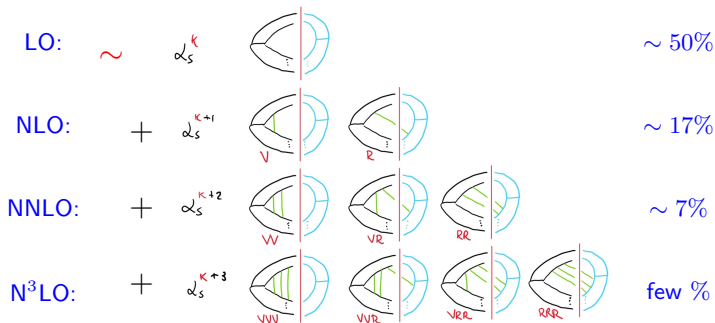 LO: ∼ α_s^K ∼ 50%
NLO: + α_s^{K+1} ∼ 17%
V R
NNLO: + α_s^{K+2} ∼ 7%
VV VR RR
N³LO: + α_s^{K+3} few %
VVV VVR VRR RRR